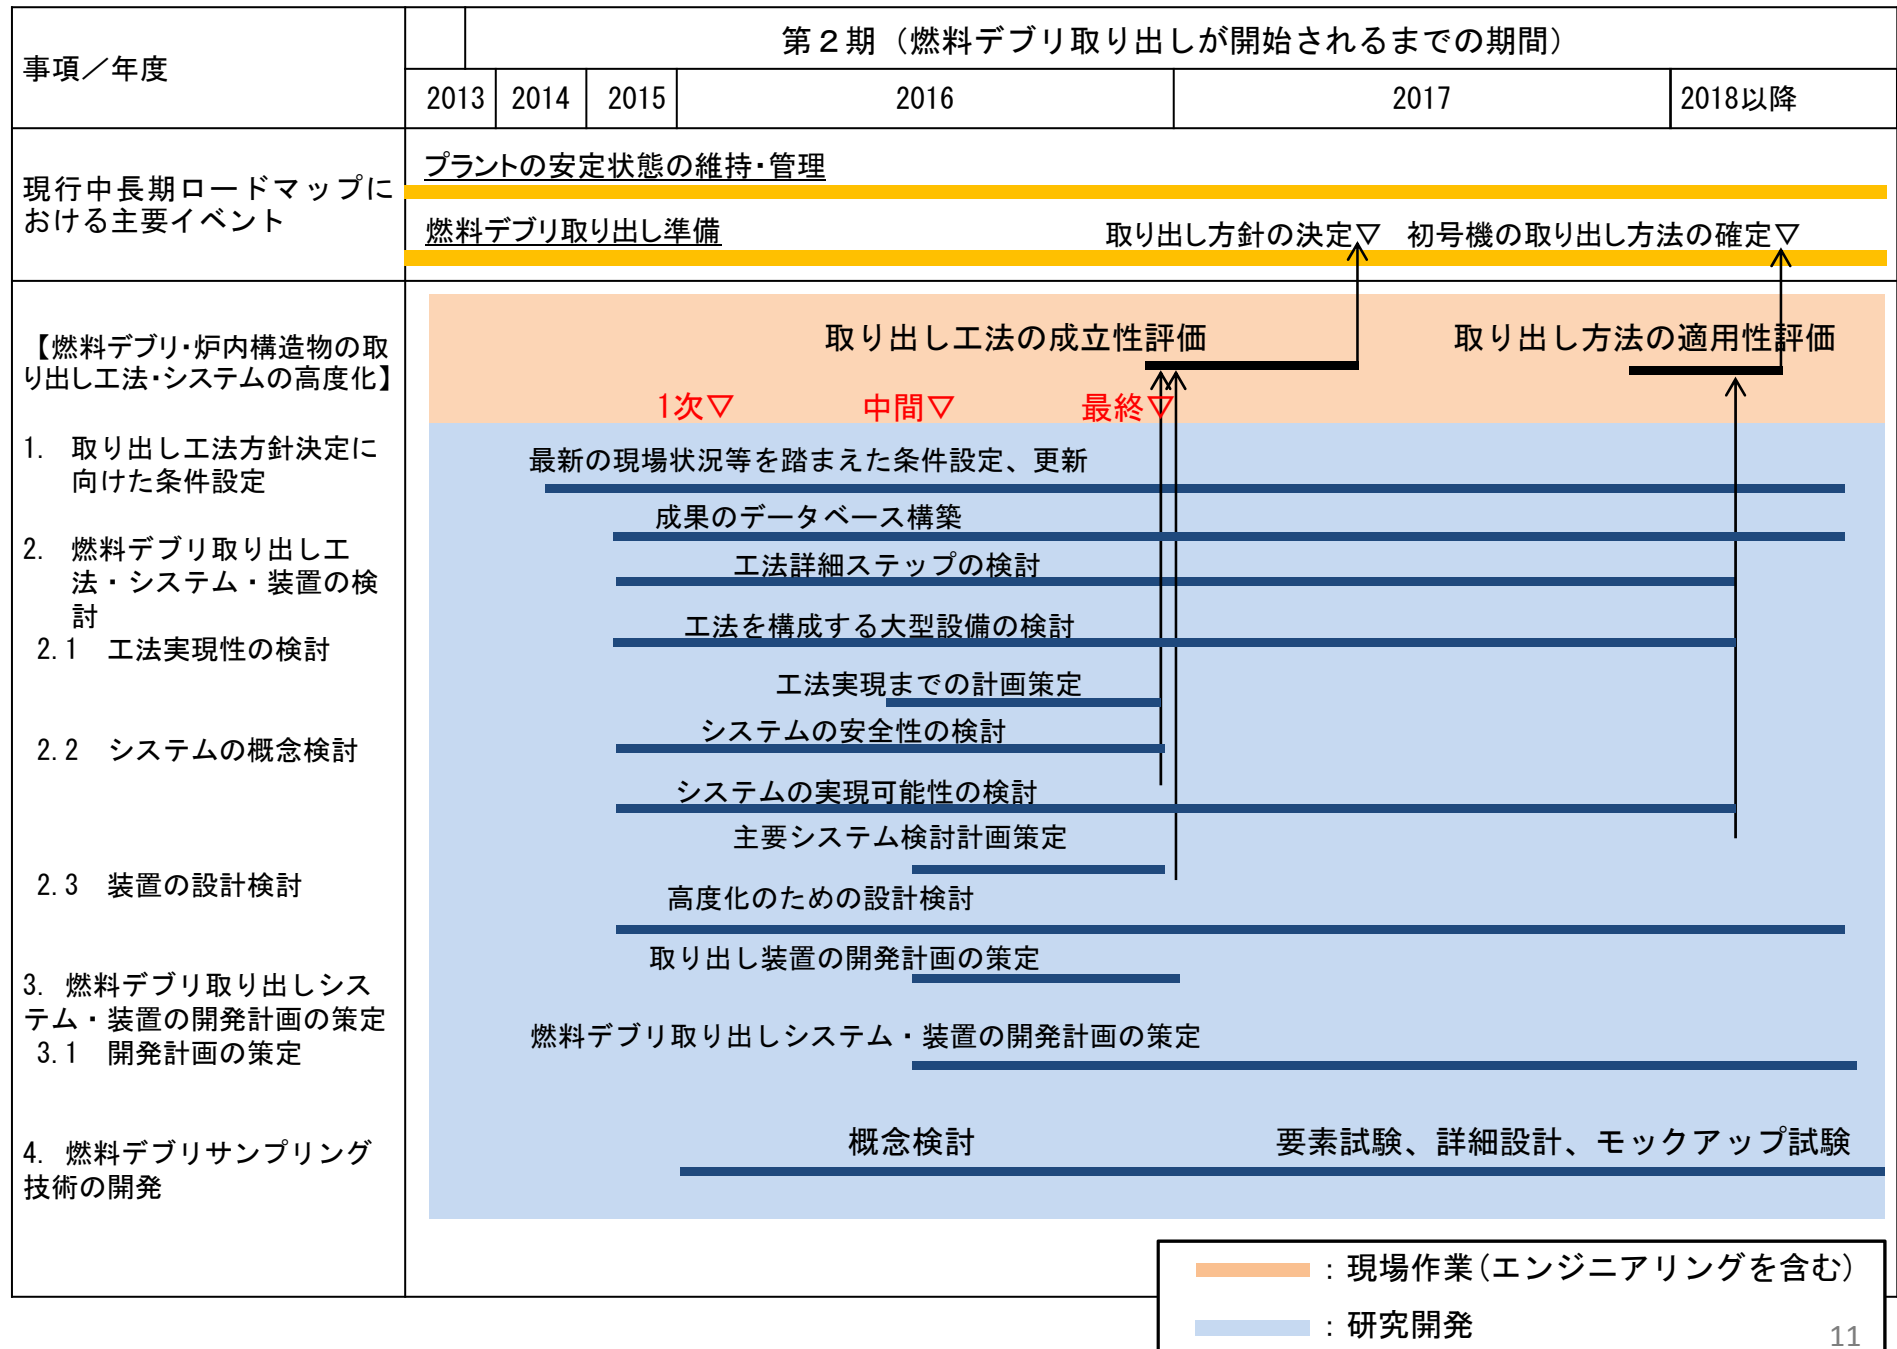 事項／年度
第２期（燃料デブリ取り出しが開始されるまでの期間）
2013
2014
2015
2016
2017
2018以降
現行中長期ロードマップに
おける主要イベント
プラントの安定状態の維持・管理
燃料デブリ取り出し準備
取り出し方針の決定▽
初号機の取り出し方法の確定▽
【燃料デブリ・炉内構造物の取
り出し工法・システムの高度化】
取り出し工法の成立性評価
取り出し方法の適用性評価
1次▽
中間▽
最終▽
1. 取り出し工法方針決定に
向けた条件設定
最新の現場状況等を踏まえた条件設定、更新
成果のデータベース構築
2. 燃料デブリ取り出し工
法・システム・装置の検
討
2.1 工法実現性の検討
工法詳細ステップの検討
工法を構成する大型設備の検討
工法実現までの計画策定
2.2 システムの概念検討
システムの安全性の検討
システムの実現可能性の検討
主要システム検討計画策定
2.3 装置の設計検討
高度化のための設計検討
取り出し装置の開発計画の策定
3. 燃料デブリ取り出しシス
テム・装置の開発計画の策定
3.1 開発計画の策定
燃料デブリ取り出しシステム・装置の開発計画の策定
4. 燃料デブリサンプリング
技術の開発
概念検討
要素試験、詳細設計、モックアップ試験
：現場作業（エンジニアリングを含む）
：研究開発
11